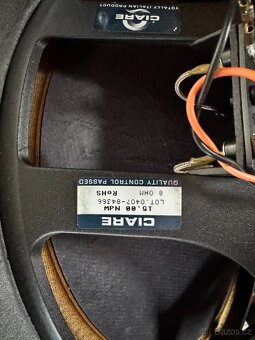 CIARE
TOTALLY ITALIAN PRODUCT
CIARE
15.00 NdW
LOT.0407-84366
8 OHM RoHS
QUALITY CONTROL PASSED